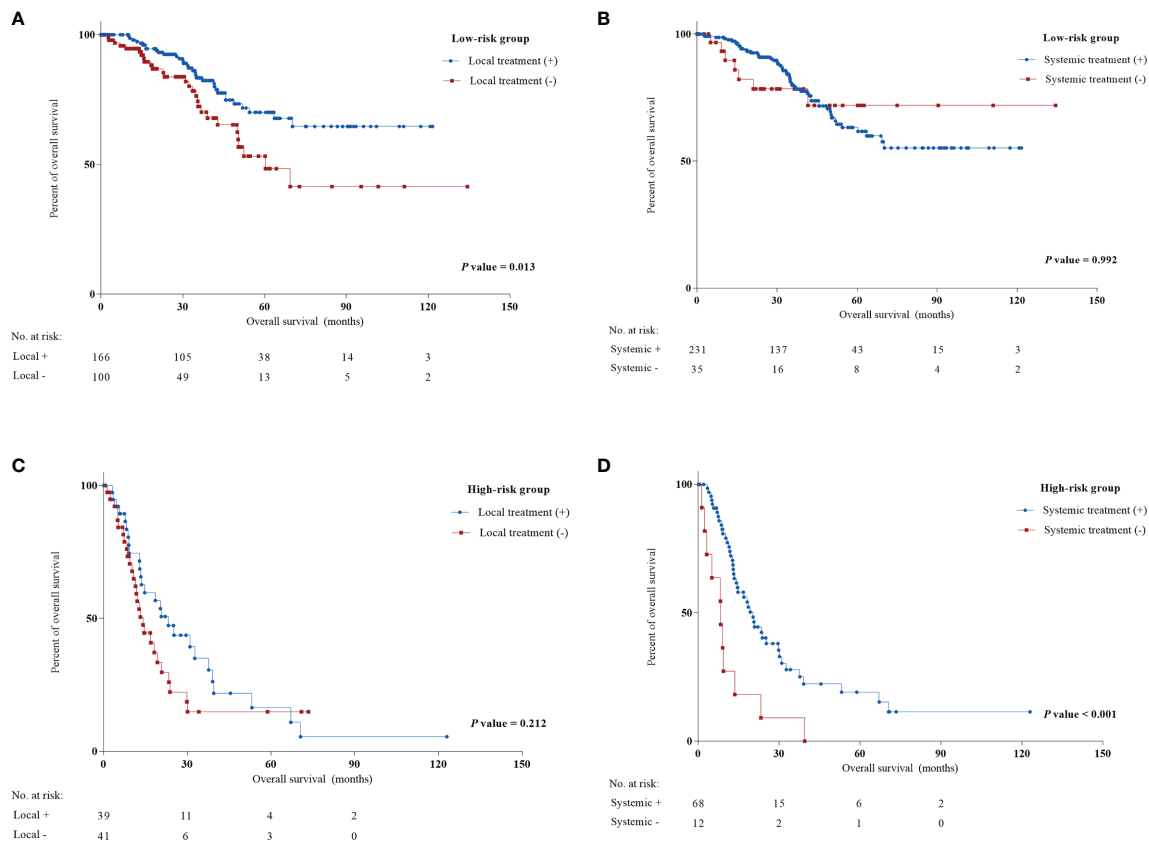 A
Low-risk group
Local treatment (+)
Local treatment (-)
Percent of overall survival
100
50
0
P value = 0.013
0 30 60 90 120 150
Overall survival (months)
No. at risk:
Local + 166 105 38 14 3
Local - 100 49 13 5 2
B
Low-risk group
Systemic treatment (+)
Systemic treatment (-)
Percent of overall survival
100
50
0
P value = 0.992
0 30 60 90 120 150
Overall survival (months)
No. at risk:
Systemic + 231 137 43 15 3
Systemic - 35 16 8 4 2
C
High-risk group
Local treatment (+)
Local treatment (-)
Percent of overall survival
100
50
0
P value = 0.212
0 30 60 90 120 150
Overall survival (months)
No. at risk:
Local + 39 11 4 2
Local - 41 6 3 0
D
High-risk group
Systemic treatment (+)
Systemic treatment (-)
Percent of overall survival
100
50
0
P value < 0.001
0 30 60 90 120 150
Overall survival (months)
No. at risk:
Systemic + 68 15 6 2
Systemic - 12 2 1 0